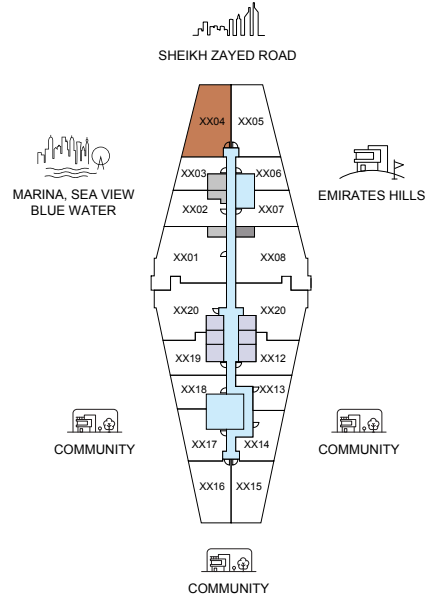 SHEIKH ZAYED ROAD
XX04
XX05
XX03
XX06
MARINA, SEA VIEW
BLUE WATER
EMIRATES HILLS
XX02
XX07
XX01
XX08
XX20
XX20
XX19
XX12
XX18
XX13
XX17
XX14
COMMUNITY
COMMUNITY
XX16
XX15
COMMUNITY